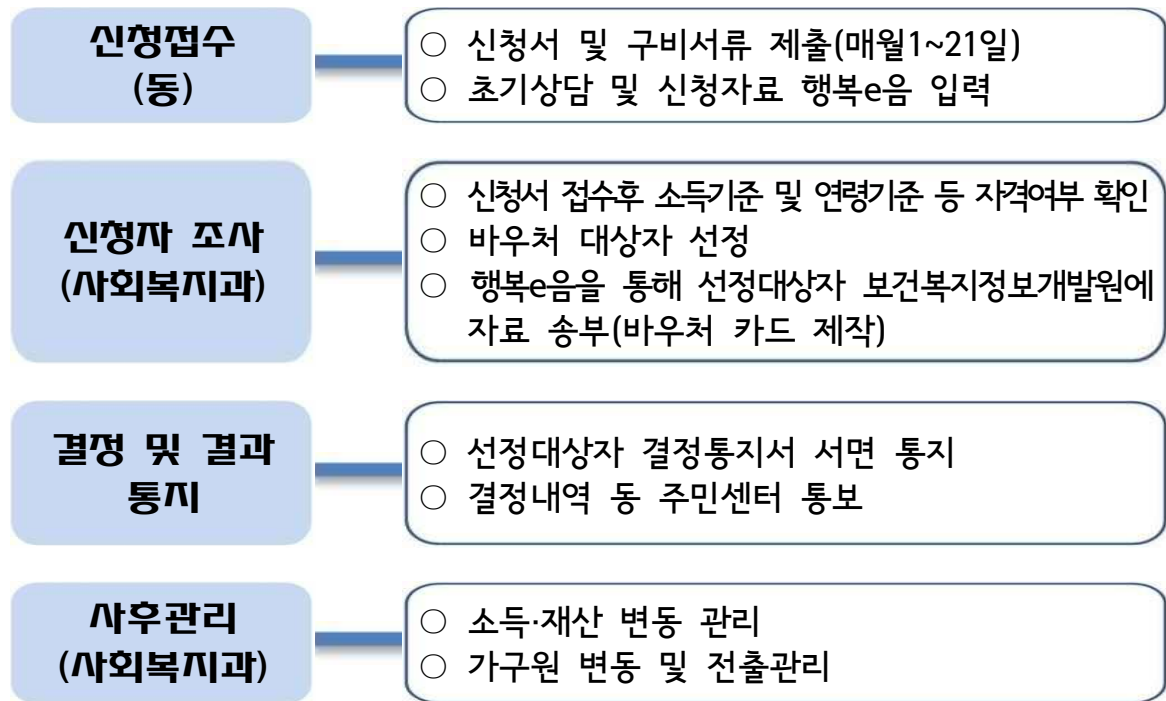 신청접수
(동)
○ 신청서 및 구비서류 제출(매월1~21일)
○ 초기상담 및 신청자료 행복e음 입력
신청자 조사
(사회복지과)
○ 신청서 접수후 소득기준 및 연령기준 등 자격여부 확인
○ 바우처 대상자 선정
○ 행복e음을 통해 선정대상자 보건복지정보개발원에
자료 송부(바우처 카드 제작)
결정 및 결과
통지
○ 선정대상자 결정통지서 서면 통지
○ 결정내역 동 주민센터 통보
사후관리
(사회복지과)
○ 소득·재산 변동 관리
○ 가구원 변동 및 전출관리